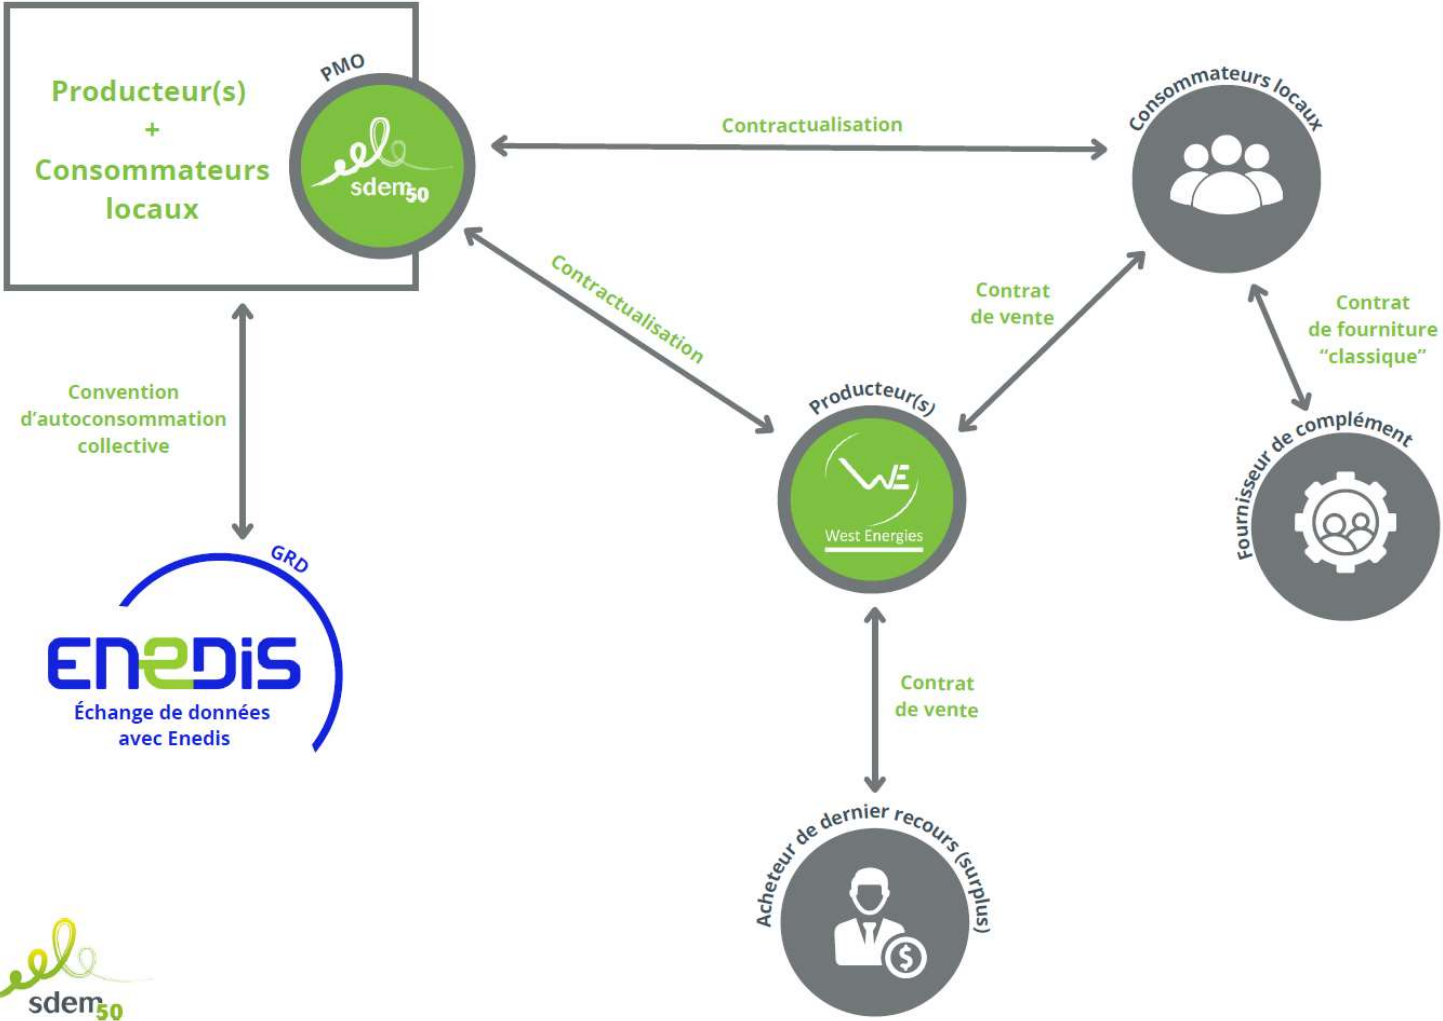 PMO
Producteur(s)
+
Consommateurs
locaux
sdem50
Contractualisation
Consommateurs locaux
Contractualisation
Contrat
de vente
Contrat
de fourniture
“classique”
Convention
d’autoconsommation
collective
Producteur(s)
WE
West Energies
Fournisseur de complément
GRD
ENEDIS
Échange de données
avec Enedis
Contrat
de vente
Acheteur de dernier recours (surplus)
$
sdem50